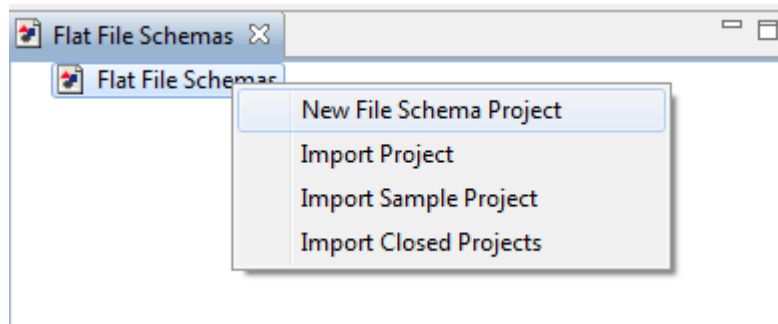 Flat File Schemas
Flat File Schemas
New File Schema Project
Import Project
Import Sample Project
Import Closed Projects